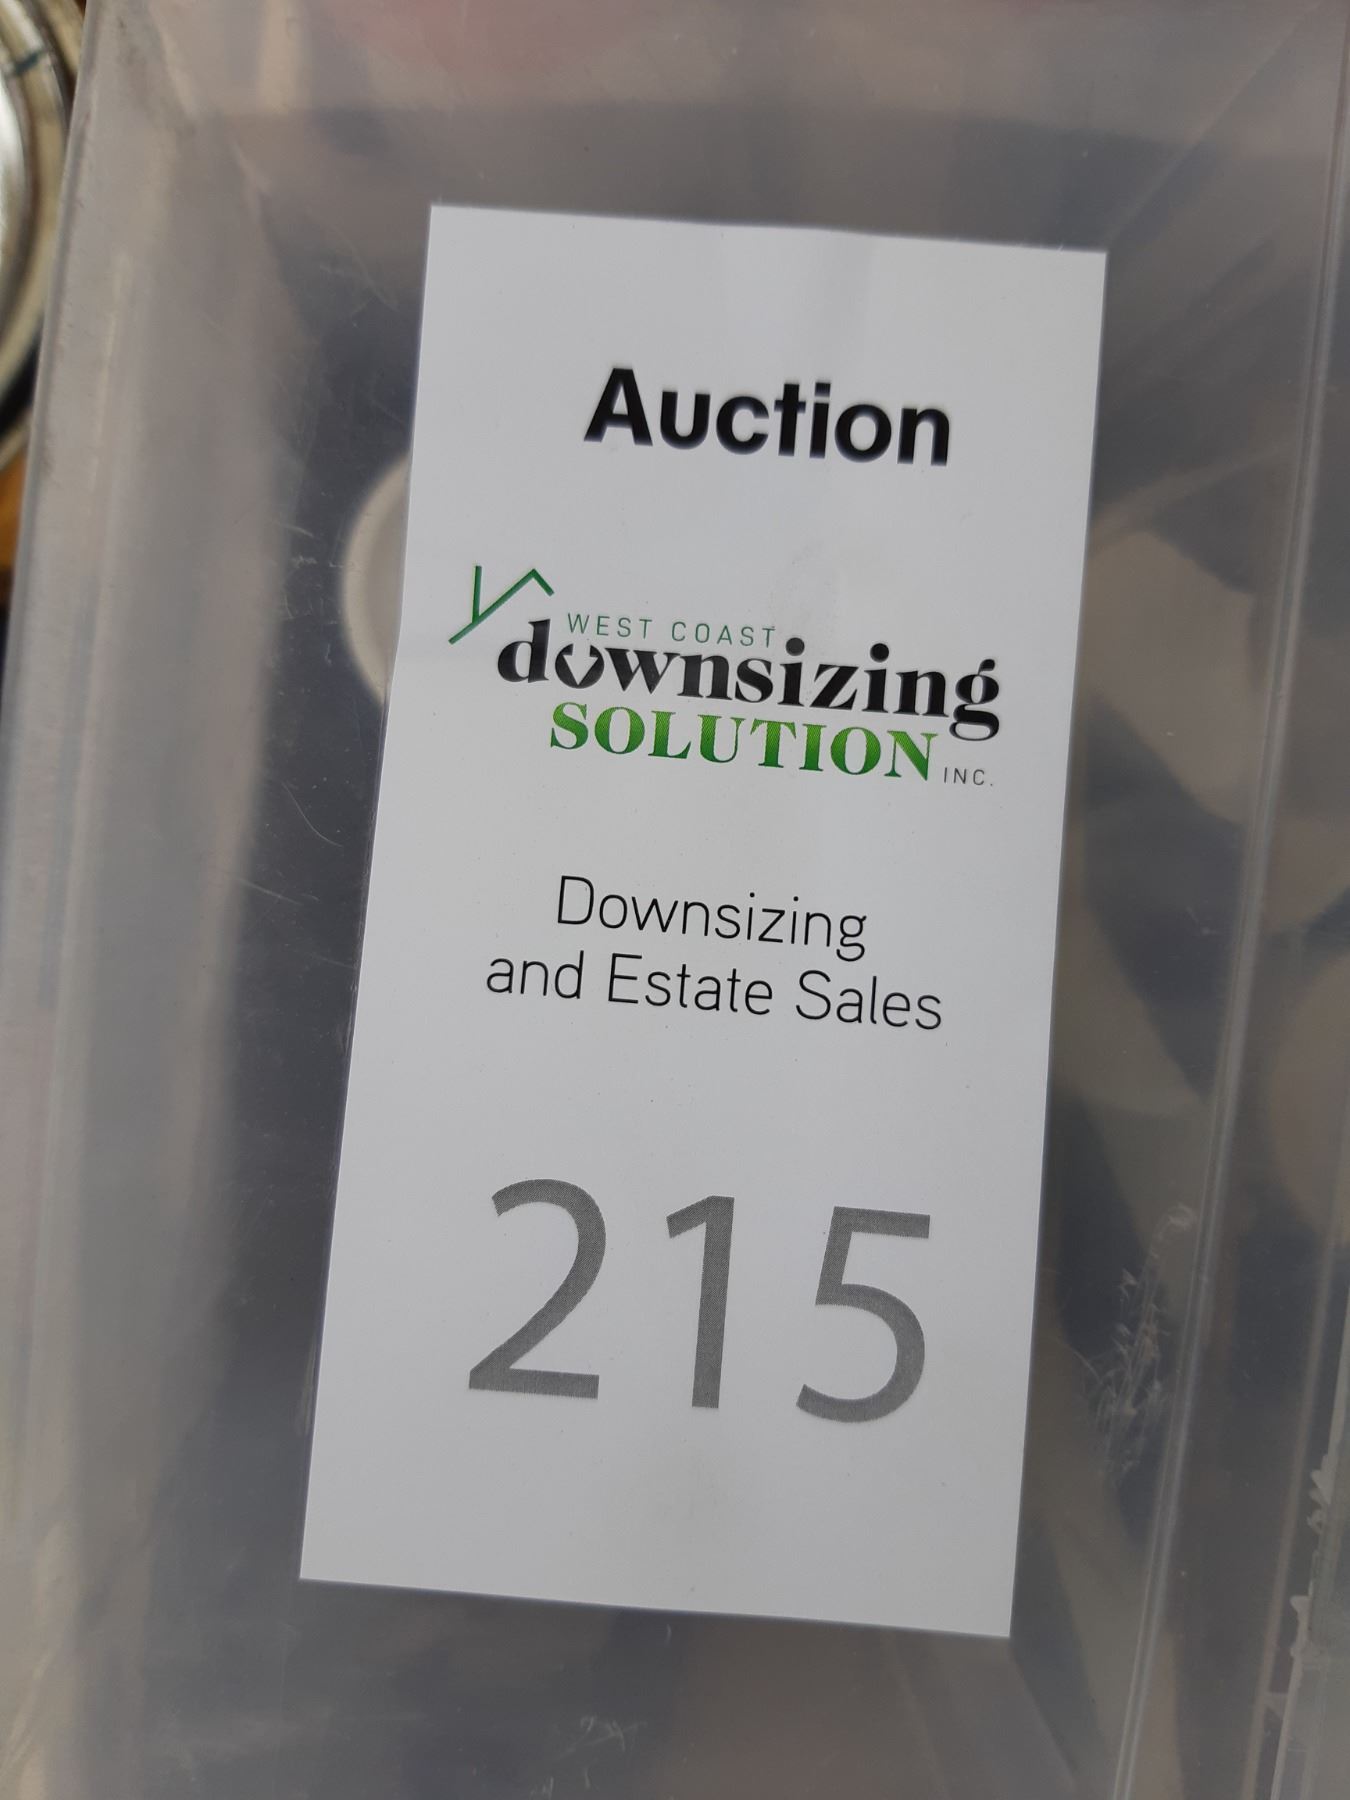 Auction
WEST COAST
downsizing
SOLUTION INC.
Downsizing
and Estate Sales
215